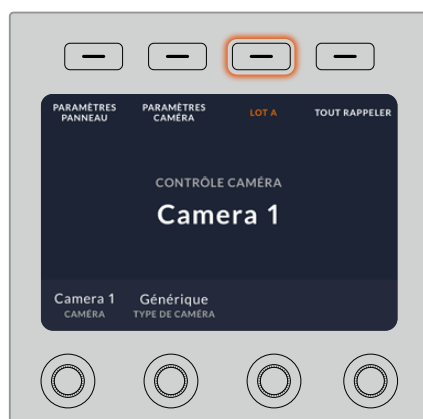 PARAMÈTRES PANNEAU
PARAMÈTRES CAMÉRA
LOT A
TOUT RAPPELER
CONTRÔLE CAMÉRA
Camera 1
Camera 1
CAMÉRA
Générique
TYPE DE CAMÉRA